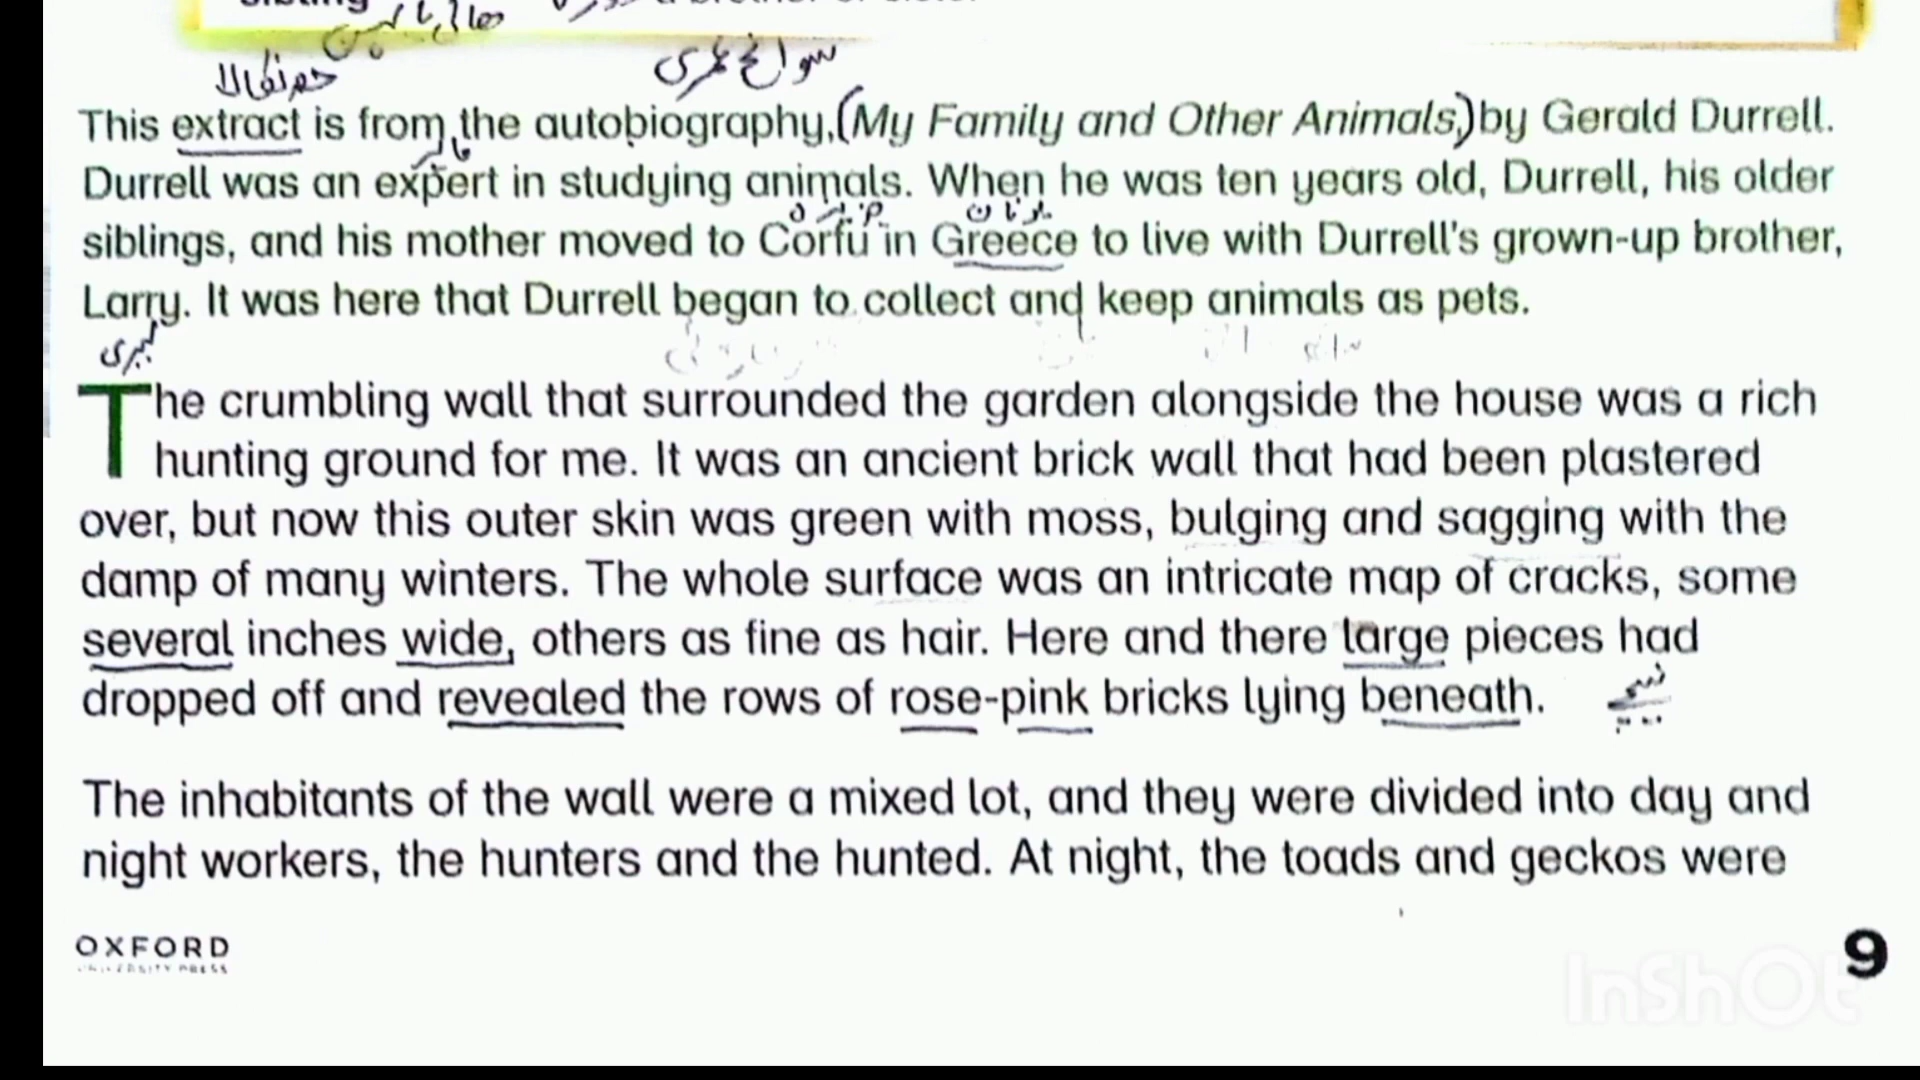 This extract is from the autobiography, (My Family and Other Animals,) by Gerald Durrell.
Durrell was an expert in studying animals. When he was ten years old, Durrell, his older
siblings, and his mother moved to Corfu in Greece to live with Durrell's grown-up brother,
Larry. It was here that Durrell began to collect and keep animals as pets.
The crumbling wall that surrounded the garden alongside the house was a rich
hunting ground for me. It was an ancient brick wall that had been plastered
over, but now this outer skin was green with moss, bulging and sagging with the
damp of many winters. The whole surface was an intricate map of cracks, some
several inches wide, others as fine as hair. Here and there large pieces had
dropped off and revealed the rows of rose-pink bricks lying beneath.
The inhabitants of the wall were a mixed lot, and they were divided into day and
night workers, the hunters and the hunted. At night, the toads and geckos were
OXFORD
UNIVERSITY PRESS
9
InShOt